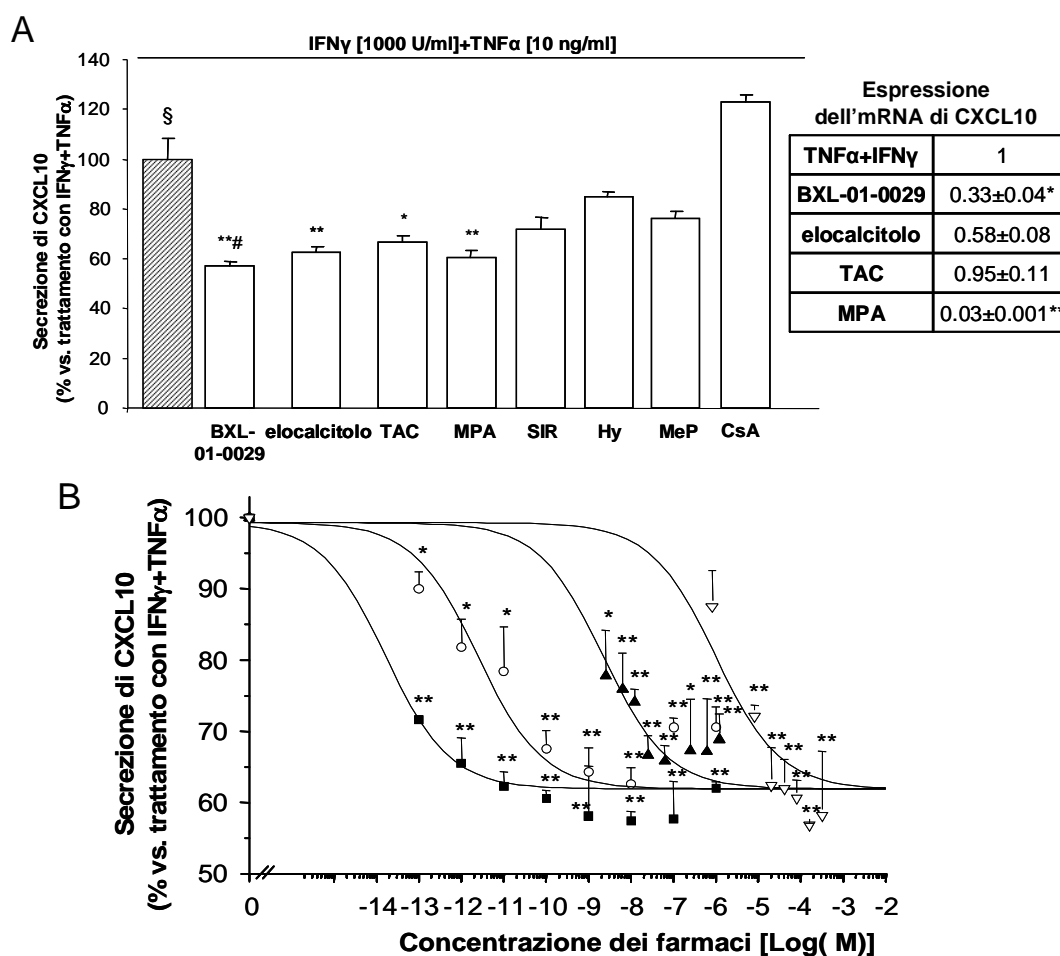 A
IFNγ [1000 U/ml]+TNFα [10 ng/ml]
Secrezione di CXCL10
(% vs. trattamento con IFNγ+TNFα)
140
120
100
80
60
40
20
0
§
**#
**
*
**
BXL-
01-0029
elocalcitolo
TAC
MPA
SIR
Hy
MeP
CsA
Espressione
dell'mRNA di CXCL10
TNFα+IFNγ 1
BXL-01-0029 0.33±0.04*
elocalcitolo 0.58±0.08
TAC 0.95±0.11
MPA 0.03±0.001**
B
Secrezione di CXCL10
(% vs. trattamento con IFNγ+TNFα)
100
90
80
70
60
50
* * * ** ** ** ** **
** ** ** ** ** ** ** **
* ** ** ** ** * ** **
** ** ** ** ** **
0 -14 -13 -12 -11 -10 -9 -8 -7 -6 -5 -4 -3 -2
Concentrazione dei farmaci [Log( M)]